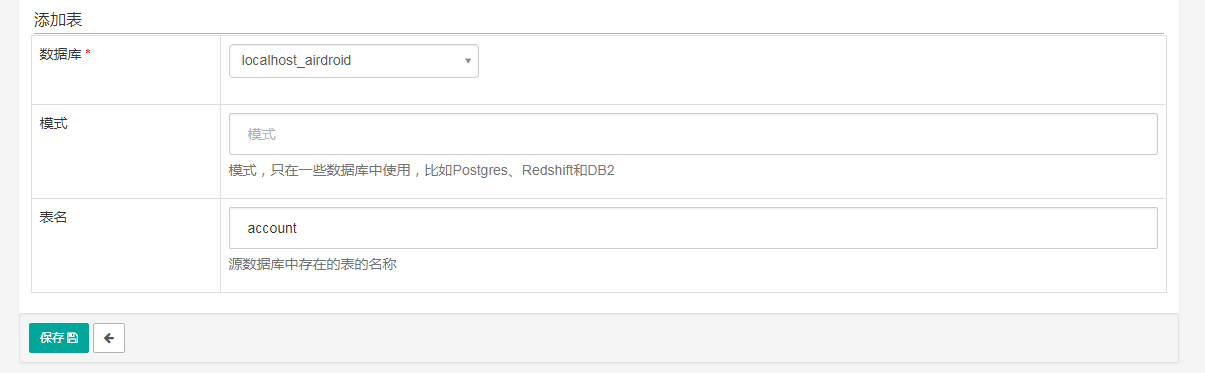 添加表
数据库 *
localhost_airdroid
模式
模式
模式，只在一些数据库中使用，比如Postgres、Redshift和DB2
表名
account
源数据库中存在的表的名称
保存